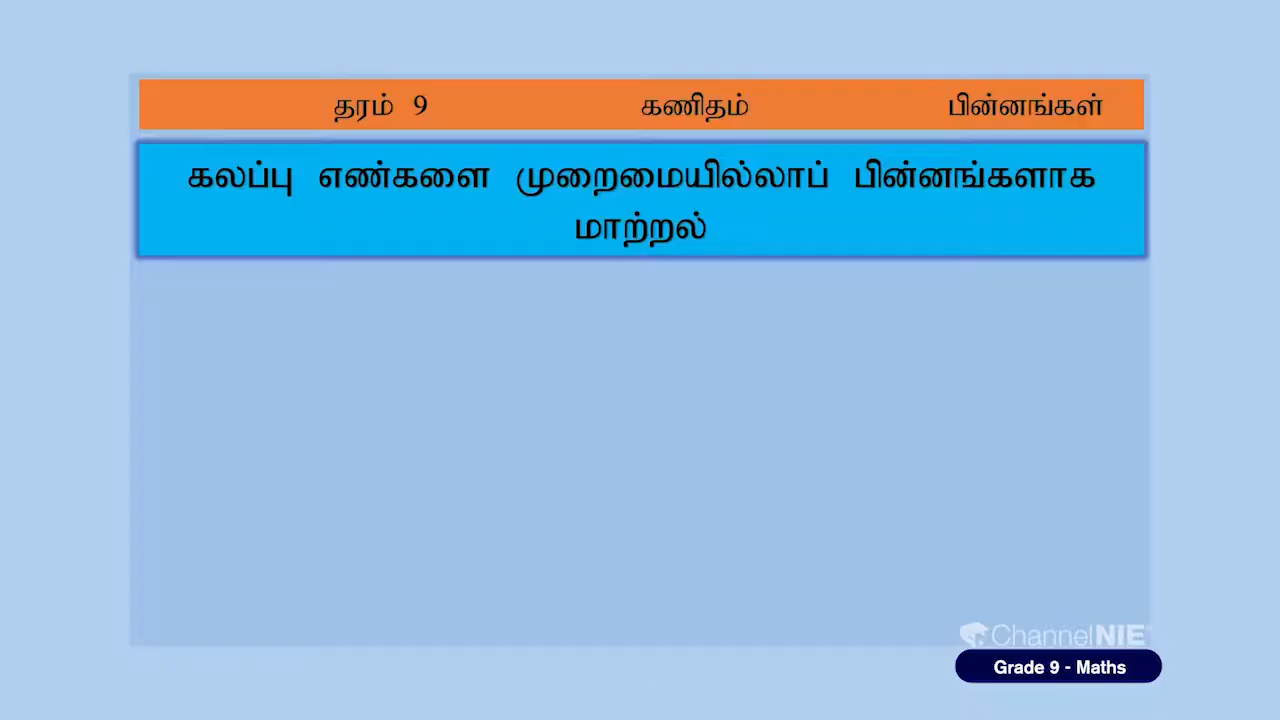 தரம் 9 கணிதம் பின்னங்கள்
கலப்பு எண்களை முறைமையில்லாப் பின்னங்களாக
மாற்றல்
ChannelNIE
Grade 9 - Maths